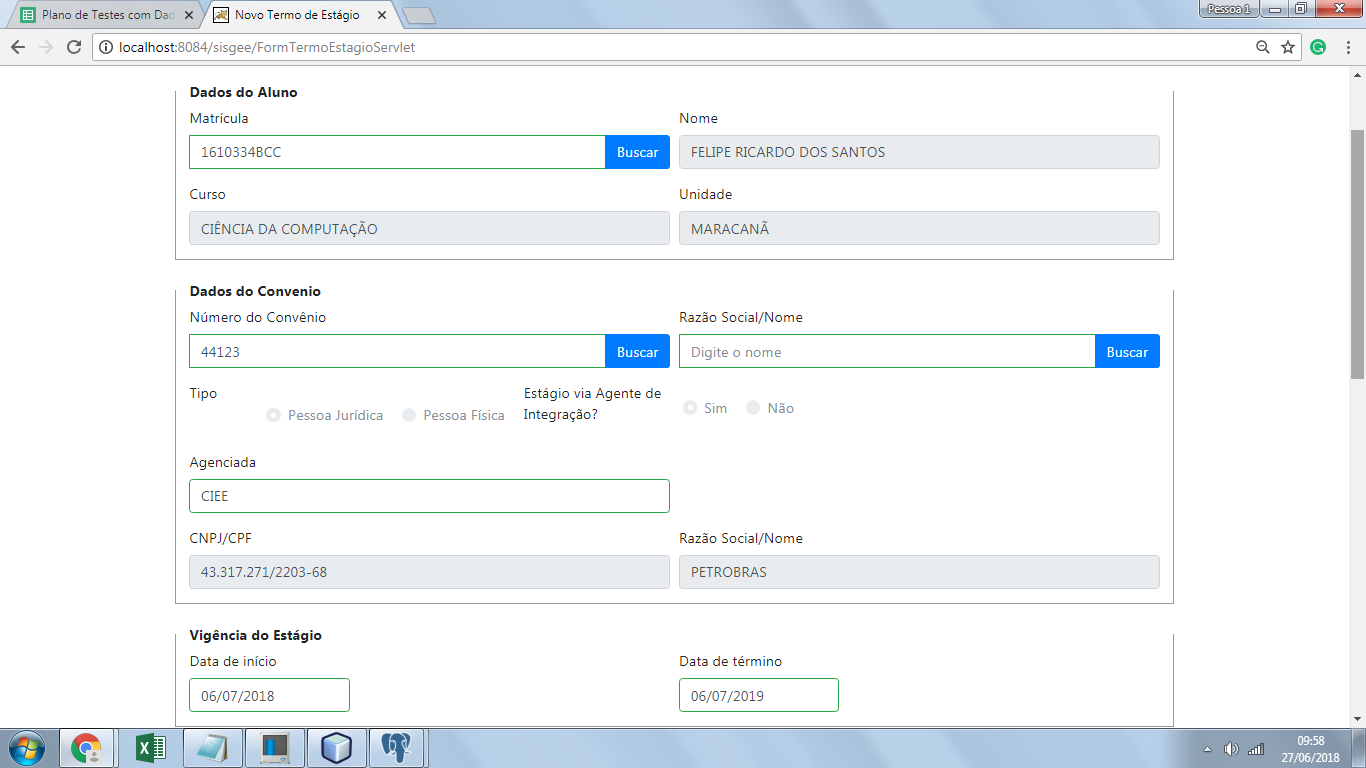 Plano de Testes com Dad
Novo Termo de Estágio
Pessoa 1
localhost:8084/sisgee/FormTermoEstagioServlet
Dados do Aluno
Matrícula
Nome
1610334BCC
Buscar
FELIPE RICARDO DOS SANTOS
Curso
Unidade
CIÊNCIA DA COMPUTAÇÃO
MARACANÃ
Dados do Convenio
Número do Convênio
Razão Social/Nome
44123
Buscar
Digite o nome
Buscar
Tipo
Pessoa Jurídica
Pessoa Física
Estágio via Agente de
Integração?
Sim
Não
Agenciada
CIEE
CNPJ/CPF
Razão Social/Nome
43.317.271/2203-68
PETROBRAS
Vigência do Estágio
Data de início
Data de término
06/07/2018
06/07/2019
09:58
27/06/2018